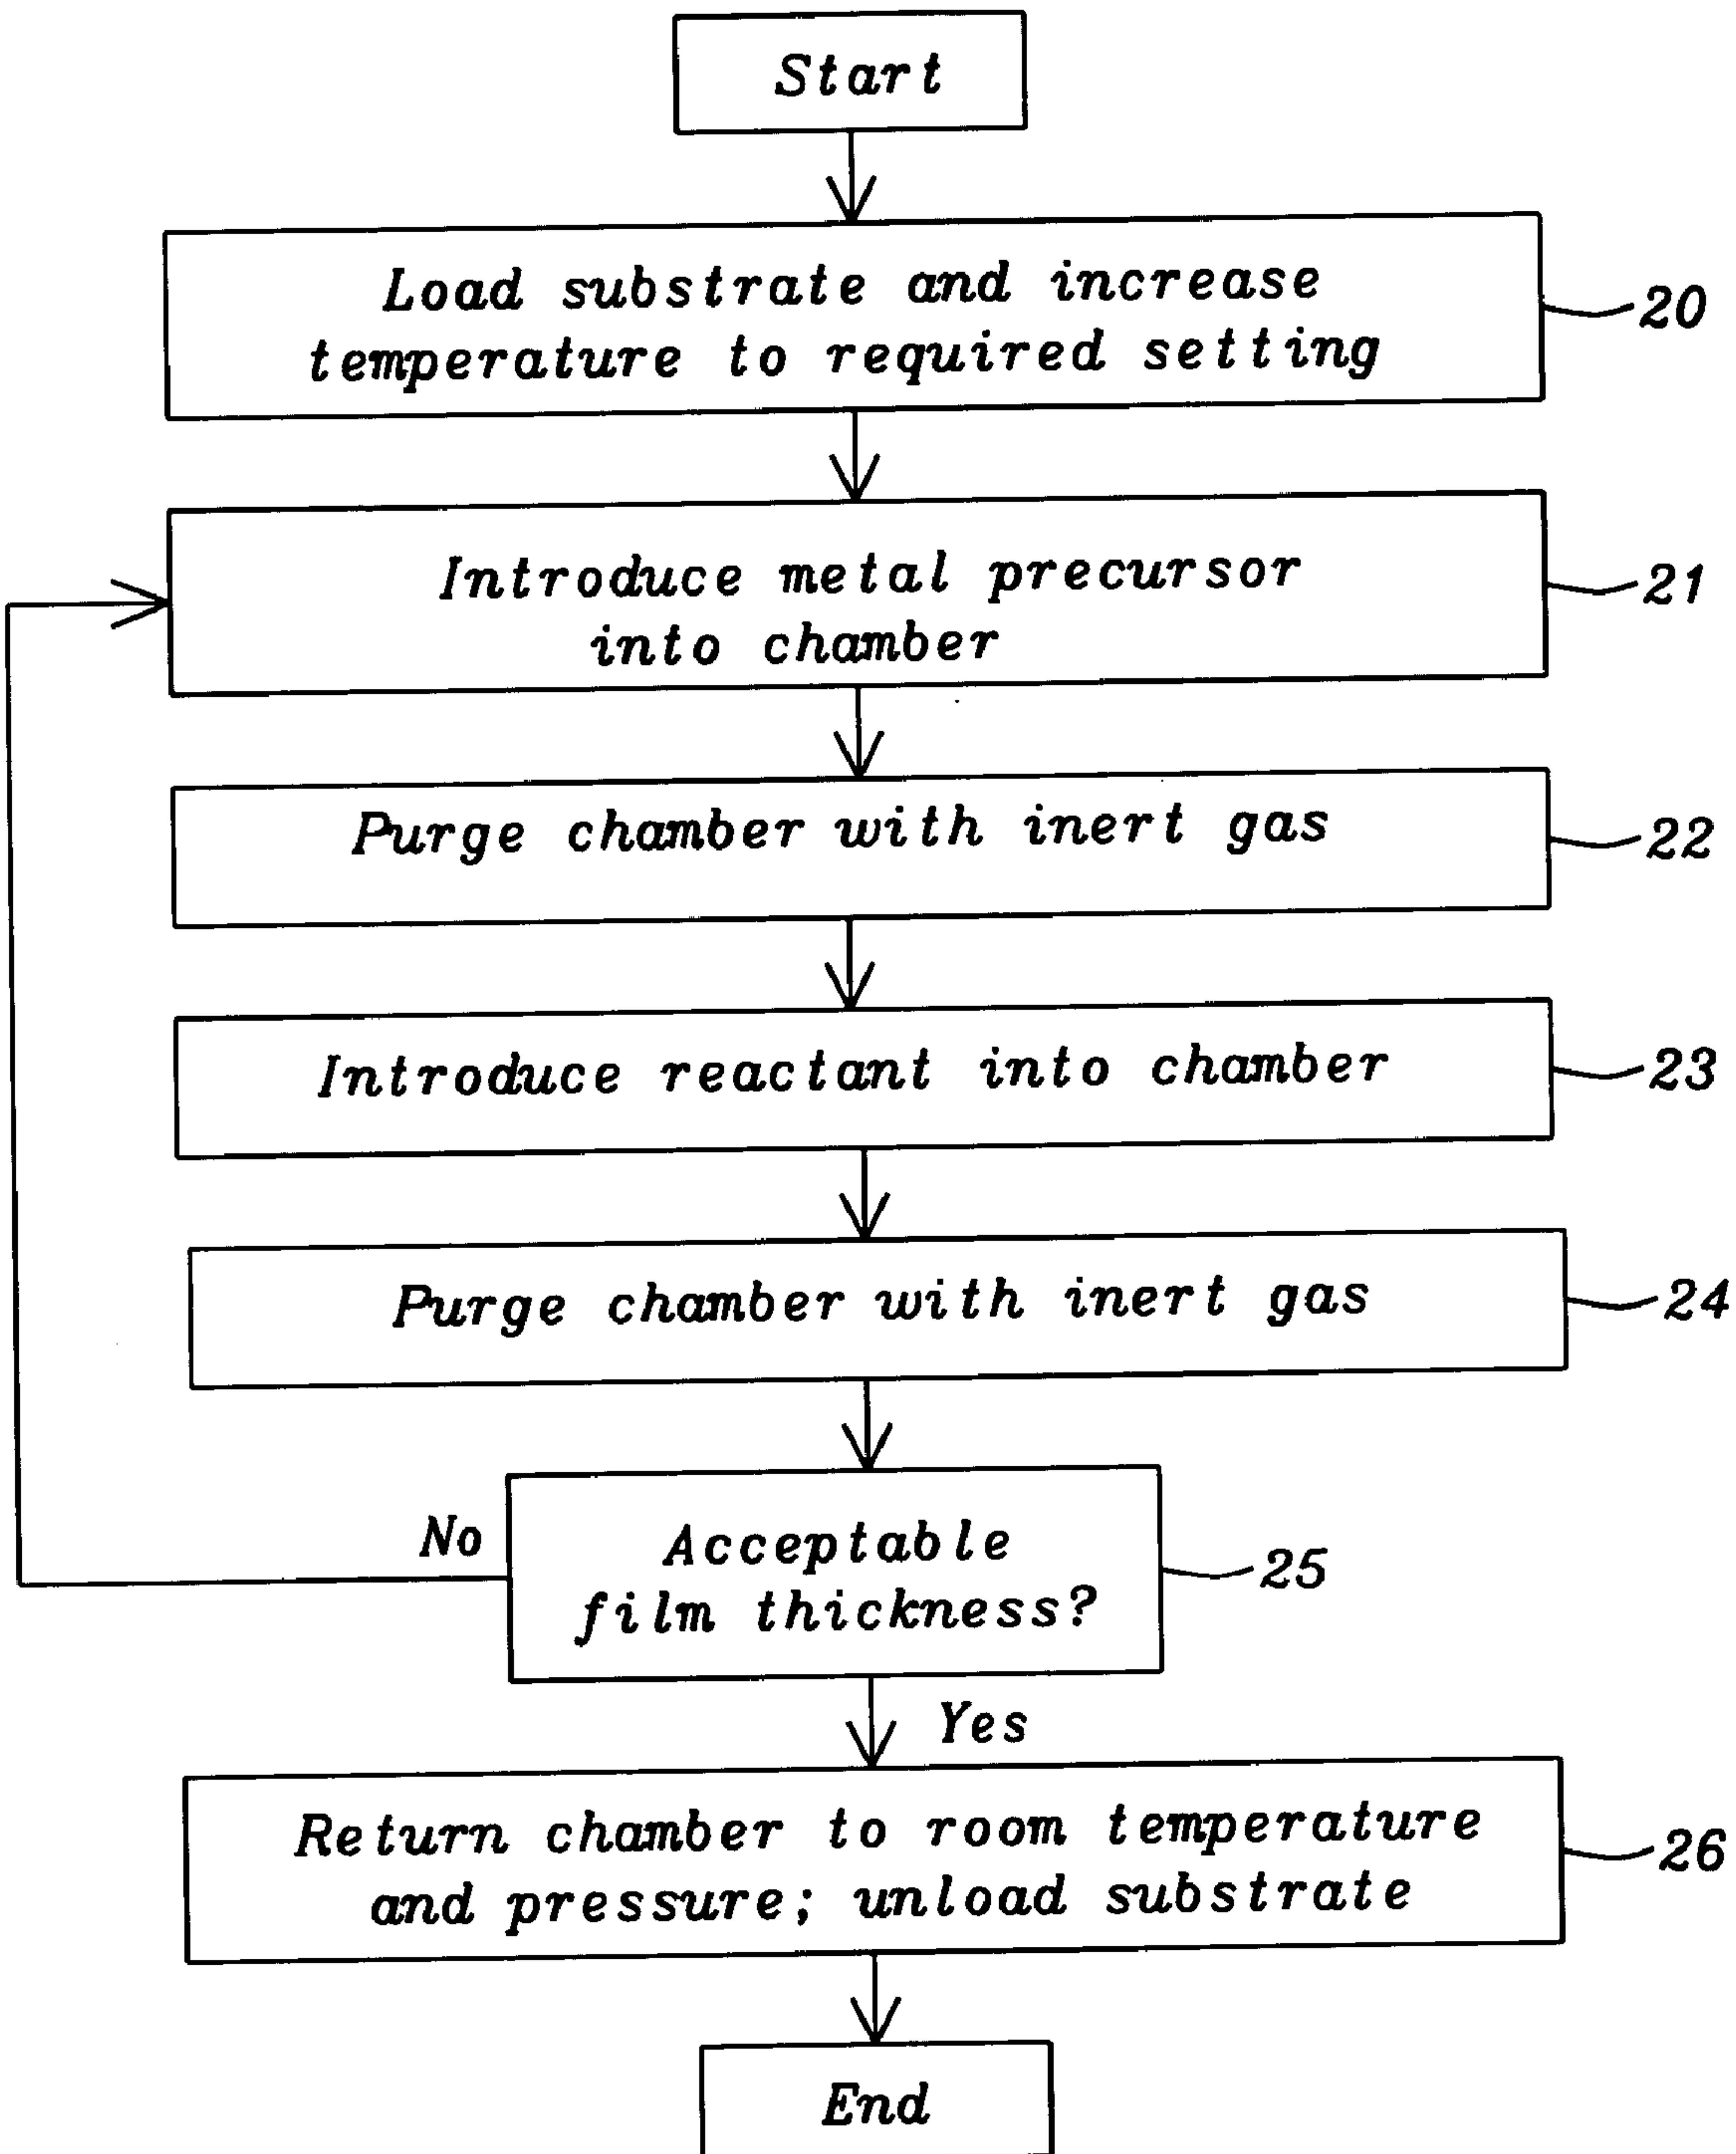 Start
Load substrate and increase
temperature to required setting
20
Introduce metal precursor
into chamber
21
Purge chamber with inert gas
22
Introduce reactant into chamber
23
Purge chamber with inert gas
24
No
Acceptable
film thickness?
25
Yes
Return chamber to room temperature
and pressure; unload substrate
26
End